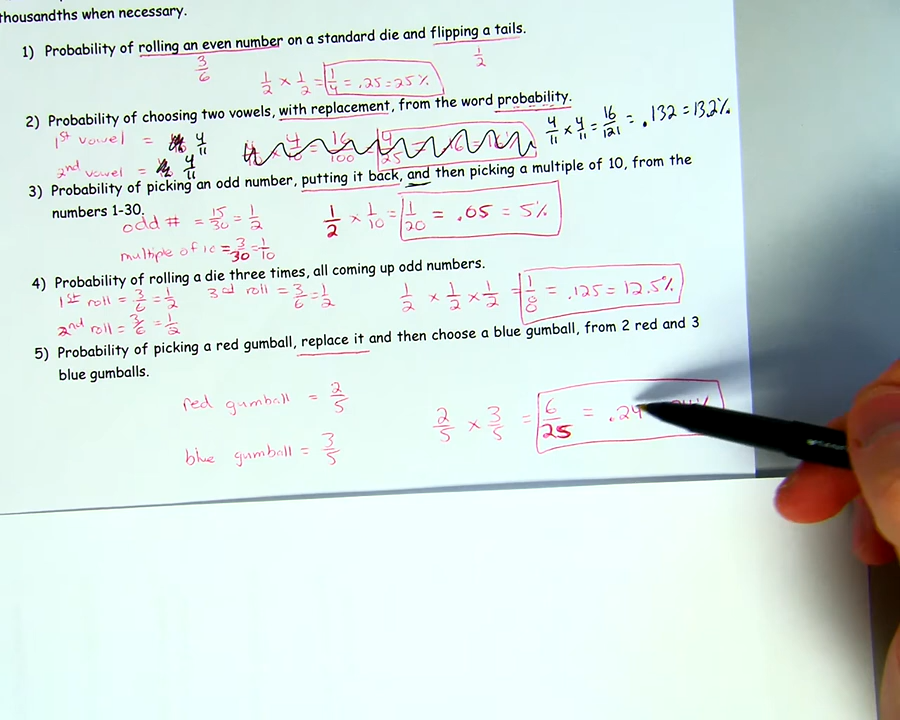 thousandths when necessary.
1) Probability of rolling an even number on a standard die and flipping a tails.
3/6
1/2
1/2 × 1/2 = 1/4 = .25 = 25%
2) Probability of choosing two vowels, with replacement, from the word probability.
1st vowel = 4/11
4/11 × 4/11 = 16/121 = .132 = 13.2%
2nd vowel = 4/11
3) Probability of picking an odd number, putting it back, and then picking a multiple of 10, from the
numbers 1-30.
odd # = 15/30 = 1/2
1/2 × 1/10 = 1/20 = .05 = 5%
multiple of 10 = 3/30 = 1/10
4) Probability of rolling a die three times, all coming up odd numbers.
1st roll = 3/6 = 1/2
3rd roll = 3/6 = 1/2
1/2 × 1/2 × 1/2 = 1/8 = .125 = 12.5%
2nd roll = 3/6 = 1/2
5) Probability of picking a red gumball, replace it and then choose a blue gumball, from 2 red and 3
blue gumballs.
red gumball = 2/5
2/5 × 3/5 = 6/25 = .24
blue gumball = 3/5